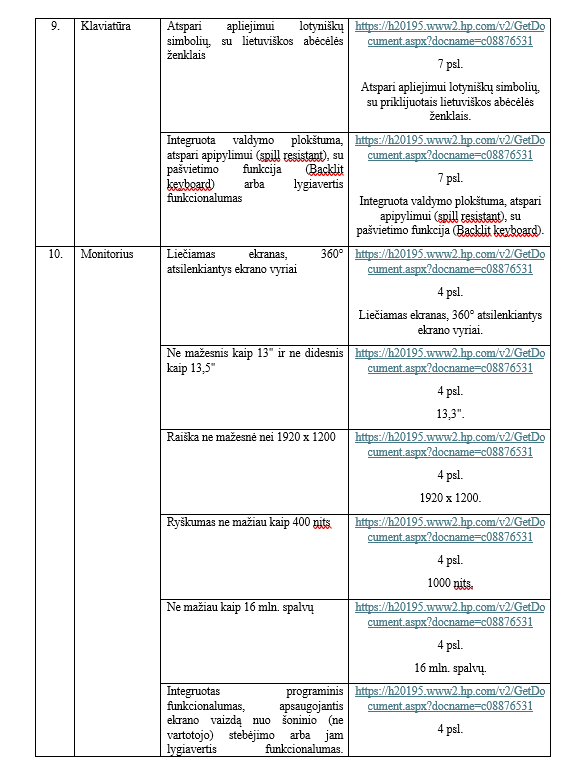 9.
Klaviatūra
Atspari apliejimui lotyniškų
simbolių, su lietuviškos abėcėlės
ženklais
https://h20195.www2.hp.com/v2/GetDo
cument.aspx?docname=c08876531
7 psl.
Atspari apliejimui lotyniškų simbolių,
su priklijuotais lietuviškos abėcėlės
ženklais.
Integruota valdymo plokštuma,
atspari apipylimui (spill resistant), su
pašvietimo funkcija (Backlit
keyboard) arba lygiavertis
funkcionalumas
https://h20195.www2.hp.com/v2/GetDo
cument.aspx?docname=c08876531
7 psl.
Integruota valdymo plokštuma, atspari
apipylimui (spill resistant), su
pašvietimo funkcija (Backlit keyboard).
10.
Monitorius
Liečiamas ekranas, 360°
atsilenkiantys ekrano vyriai
https://h20195.www2.hp.com/v2/GetDo
cument.aspx?docname=c08876531
4 psl.
Liečiamas ekranas, 360° atsilenkiantys
ekrano vyriai.
Ne mažesnis kaip 13" ir ne didesnis
kaip 13,5"
https://h20195.www2.hp.com/v2/GetDo
cument.aspx?docname=c08876531
4 psl.
13,3".
Raiška ne mažesnė nei 1920 x 1200
https://h20195.www2.hp.com/v2/GetDo
cument.aspx?docname=c08876531
4 psl.
1920 x 1200.
Ryškumas ne mažiau kaip 400 nits
https://h20195.www2.hp.com/v2/GetDo
cument.aspx?docname=c08876531
4 psl.
1000 nits.
Ne mažiau kaip 16 mln. spalvų
https://h20195.www2.hp.com/v2/GetDo
cument.aspx?docname=c08876531
4 psl.
16 mln. spalvų.
Integruotas programinis
funkcionalumas, apsaugojantis
ekrano vaizdą nuo šoninio (ne
vartotojo) stebėjimo arba jam
lygiavertis funkcionalumas.
https://h20195.www2.hp.com/v2/GetDo
cument.aspx?docname=c08876531
4 psl.